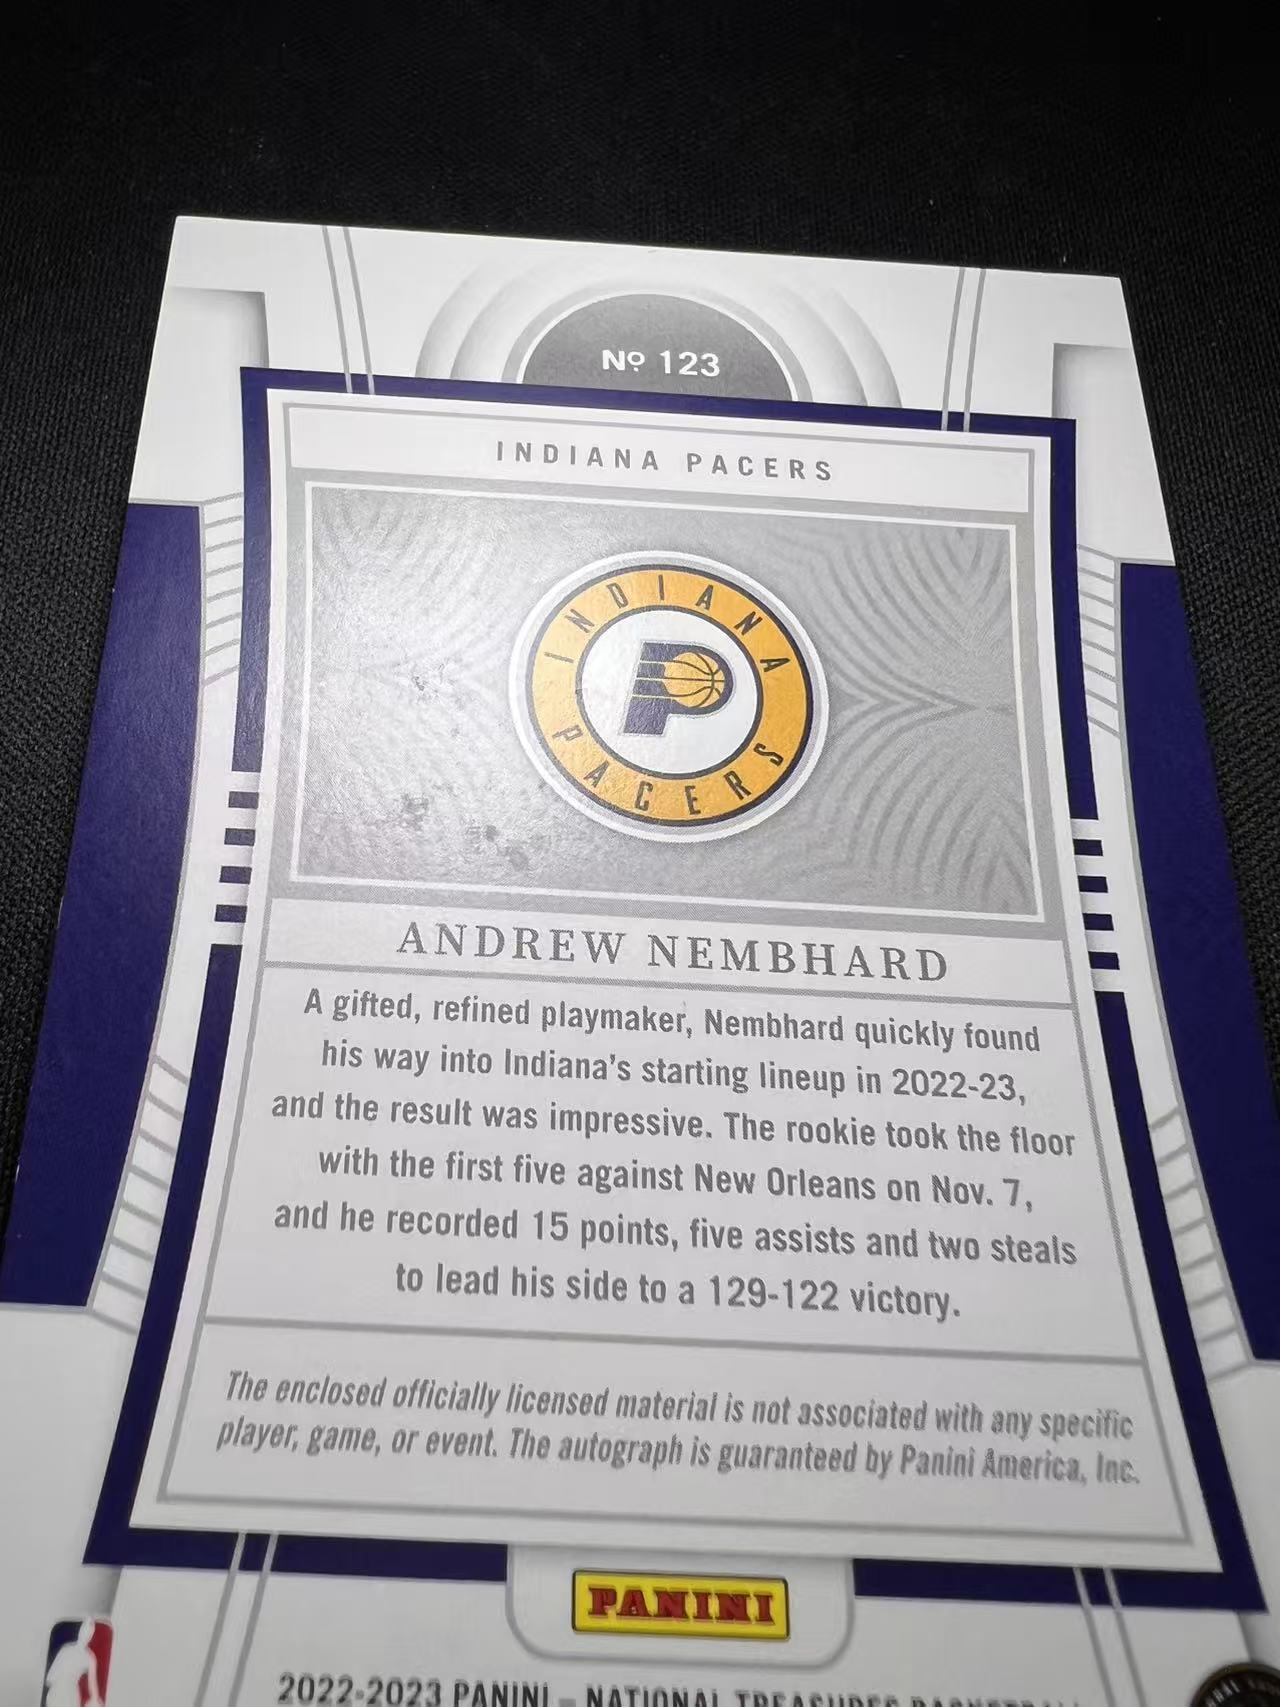 Nº 123
INDIANA PACERS
INDIANA
PACERS
ANDREW NEMBHARD
A gifted, refined playmaker, Nembhard quickly found
his way into Indiana's starting lineup in 2022-23,
and the result was impressive. The rookie took the floor
with the first five against New Orleans on Nov. 7,
and he recorded 15 points, five assists and two steals
to lead his side to a 129-122 victory.
The enclosed officially licensed material is not associated with any specific
player, game, or event. The autograph is guaranteed by Panini America, Inc.
PANINI
2022-2023 PANINI – NATIONAL TREASURES